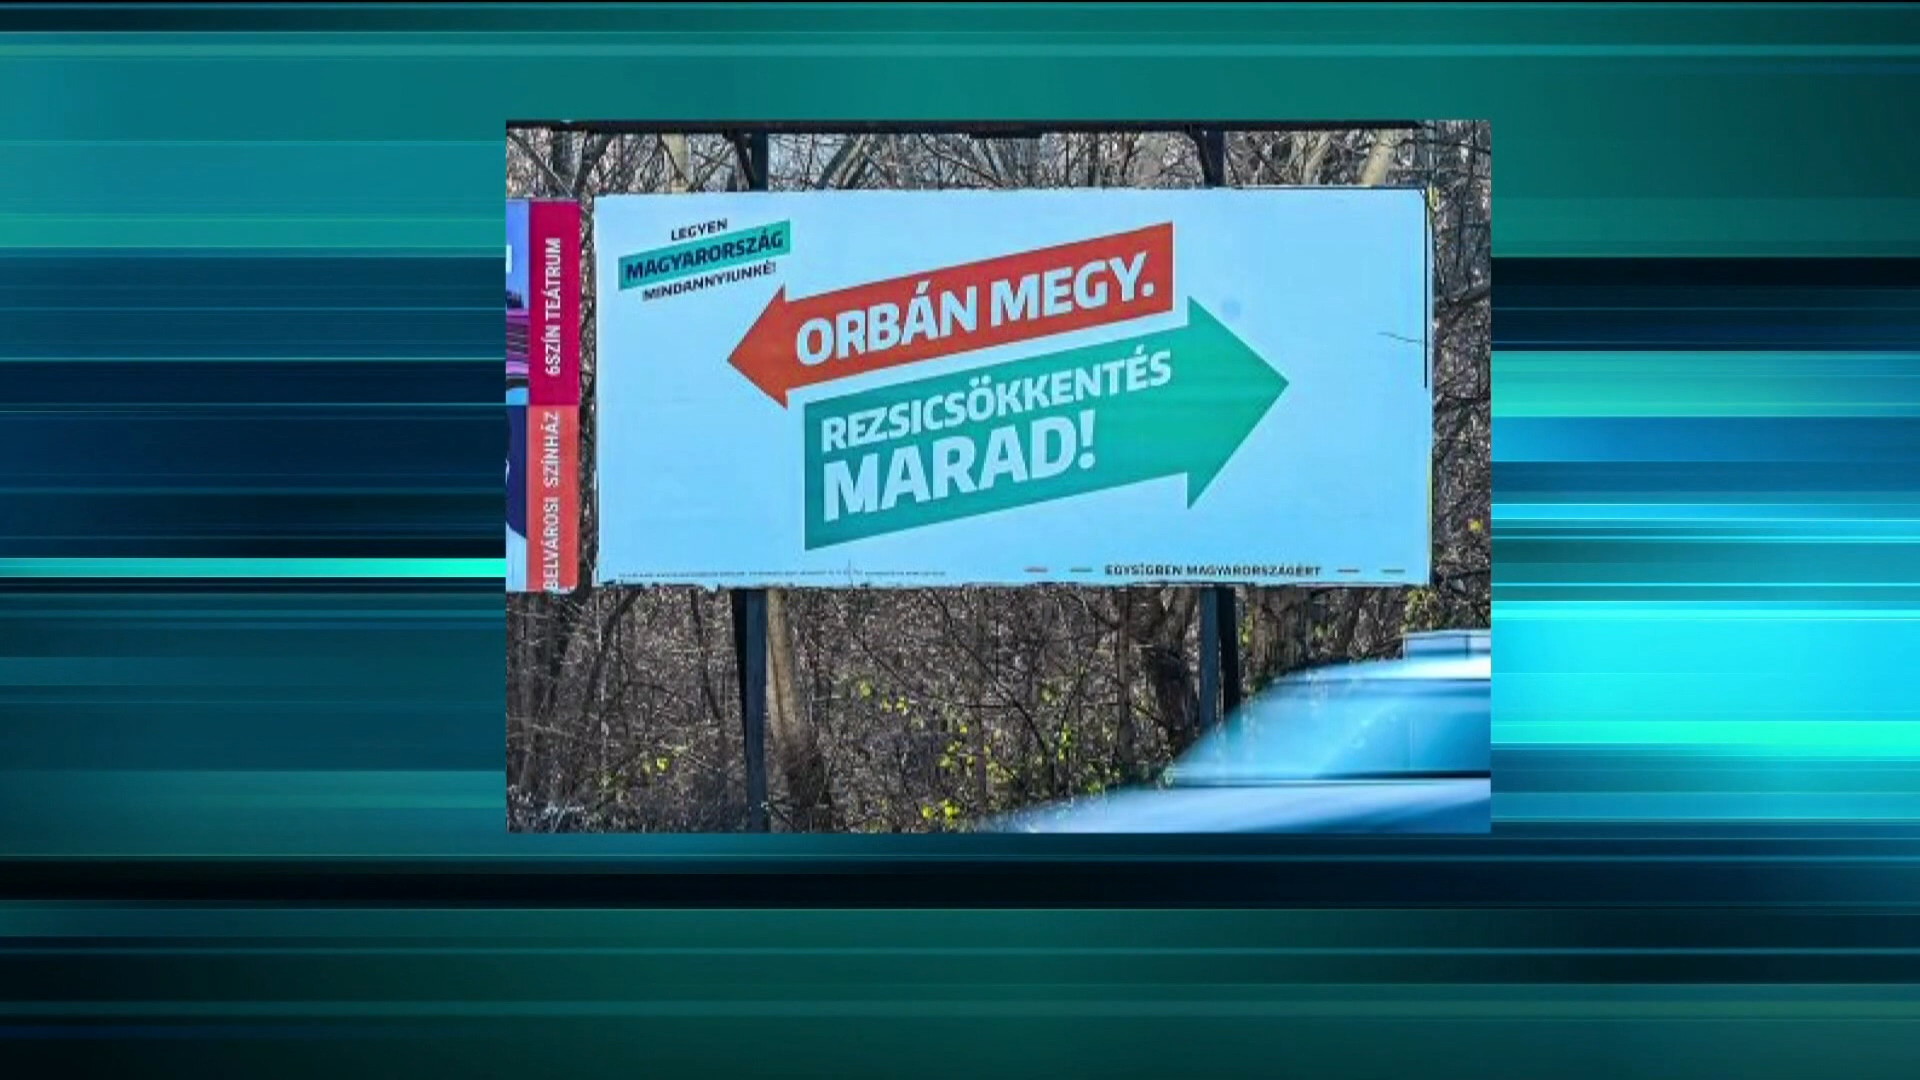 LEGYEN
MAGYARORSZÁG
MINDANNYIUNKÉ!
ORBÁN MEGY.
REZSICSÖKKENTÉS
MARAD!
EGYSÉGBEN MAGYARORSZÁGÉRT
6SZÍN TEÁTRUM
BELVÁROSI SZÍNHÁZ